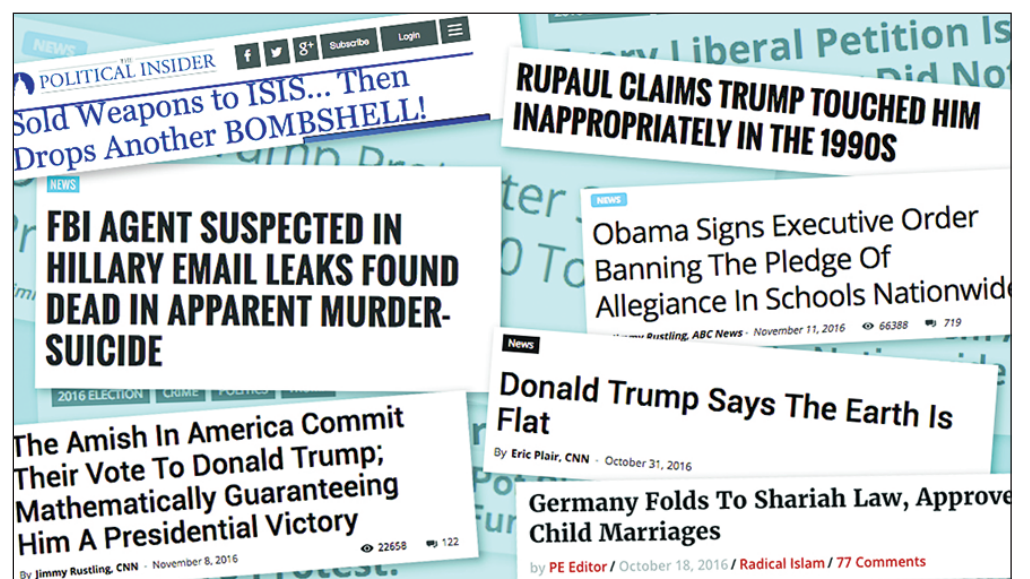 NEWS
THE
POLITICAL INSIDER
Subscribe
Login
Sold Weapons to ISIS... Then
Drops Another BOMBSHELL!
Liberal Petition Is
Did Not
RUPAUL CLAIMS TRUMP TOUCHED HIM
INAPPROPRIATELY IN THE 1990S
NEWS
FBI AGENT SUSPECTED IN
HILLARY EMAIL LEAKS FOUND
DEAD IN APPARENT MURDER-
SUICIDE
NEWS
Obama Signs Executive Order
Banning The Pledge Of
Allegiance In Schools Nationwide
Rustling, ABC News - November 11, 2016 66388 719
News
Donald Trump Says The Earth Is
Flat
By Eric Plair, CNN - October 31, 2016
2016 ELECTION CRIME POLITICS
The Amish In America Commit
Their Vote To Donald Trump;
Mathematically Guaranteeing
Him A Presidential Victory
By Jimmy Rustling, CNN - November 8, 2016 22658 122
Germany Folds To Shariah Law, Approve
Child Marriages
by PE Editor / October 18, 2016 / Radical Islam / 77 Comments